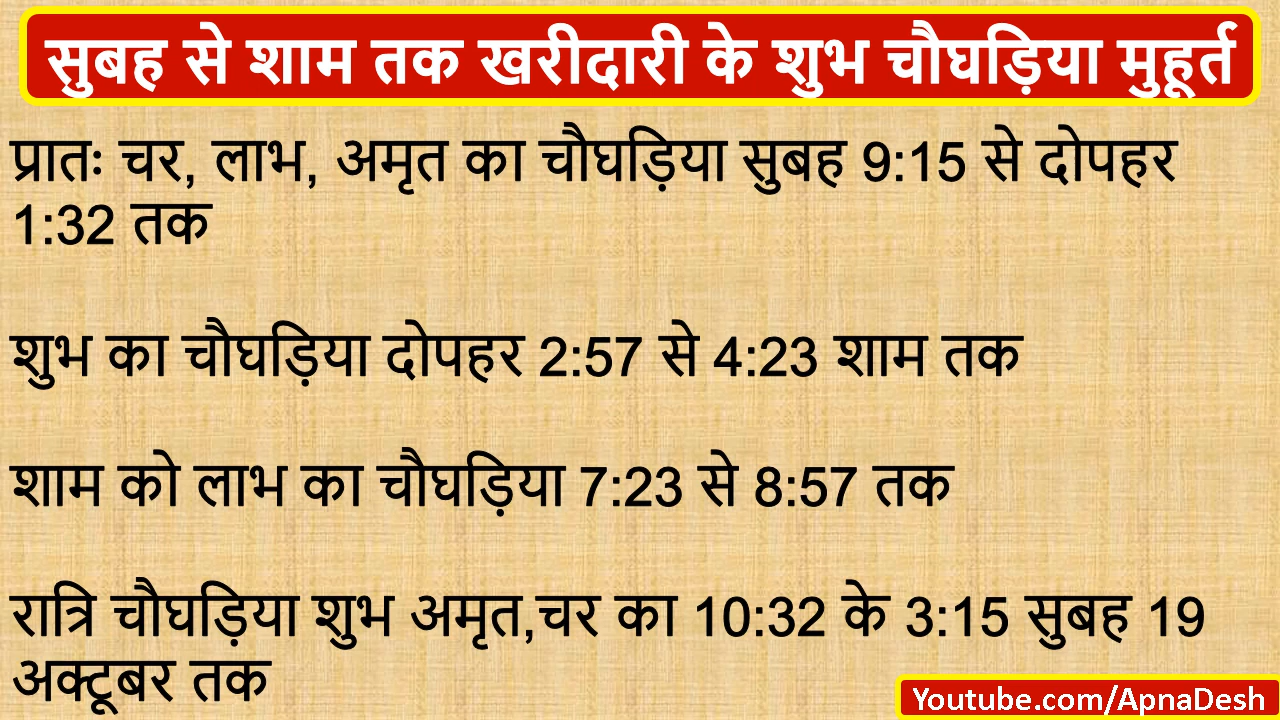 सुबह से शाम तक खरीदारी के शुभ चौघड़िया मुहूर्त
प्रातः चर, लाभ, अमृत का चौघड़िया सुबह 9:15 से दोपहर
1:32 तक
शुभ का चौघड़िया दोपहर 2:57 से 4:23 शाम तक
शाम को लाभ का चौघड़िया 7:23 से 8:57 तक
रात्रि चौघड़िया शुभ अमृत,चर का 10:32 के 3:15 सुबह 19
अक्टूबर तक
Youtube.com/ApnaDesh